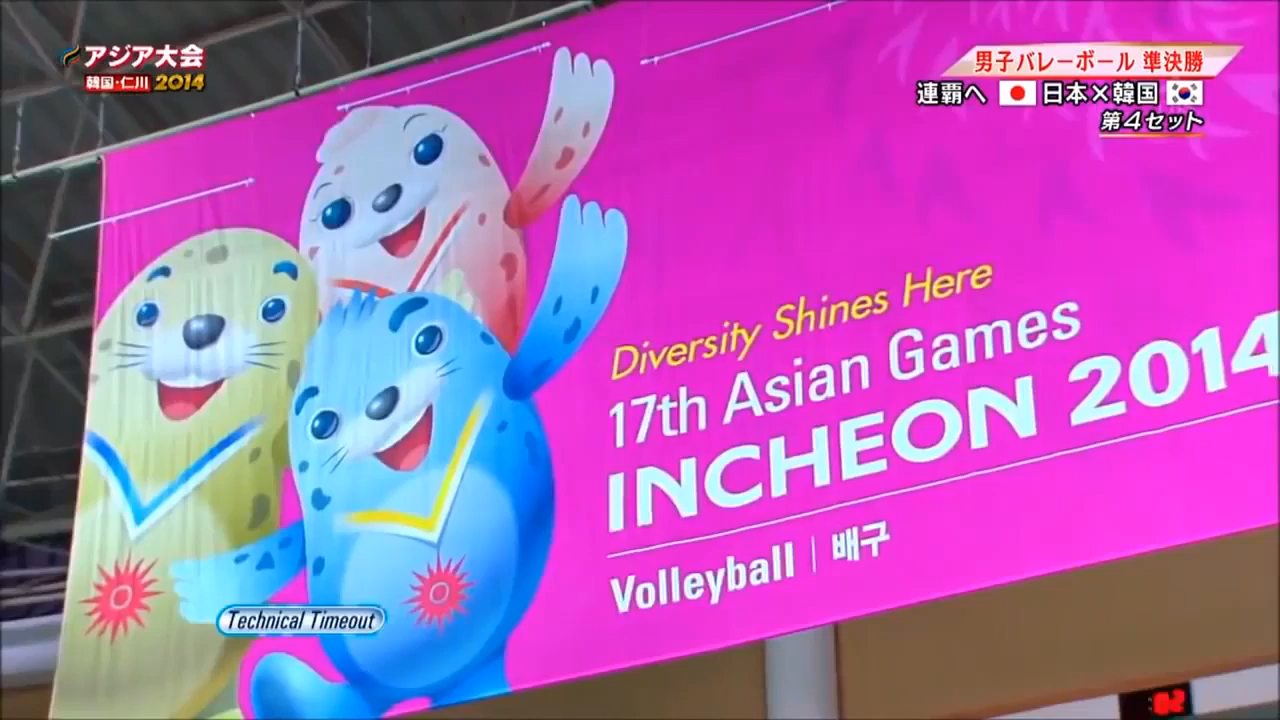 アジア大会
韓国・仁川 2014
男子バレーボール 準決勝
連覇へ 日本×韓国
第4セット
Diversity Shines Here
17th Asian Games
INCHEON 2014
Volleyball | 배구
Technical Timeout